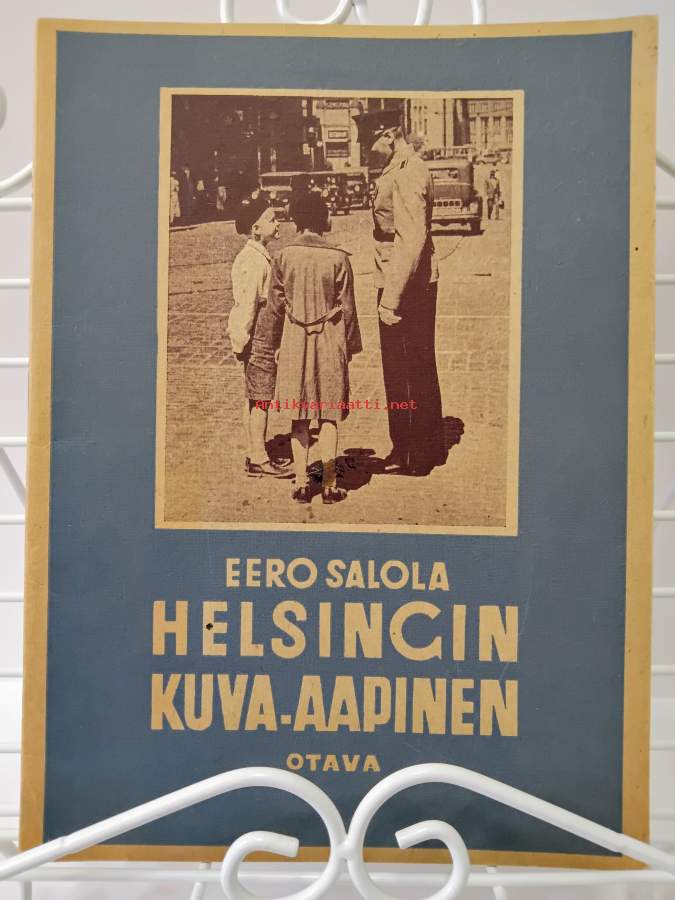 Antikvariaatti.net
EERO SALOLA
HELSINGIN
KUVA-AAPINEN
OTAVA